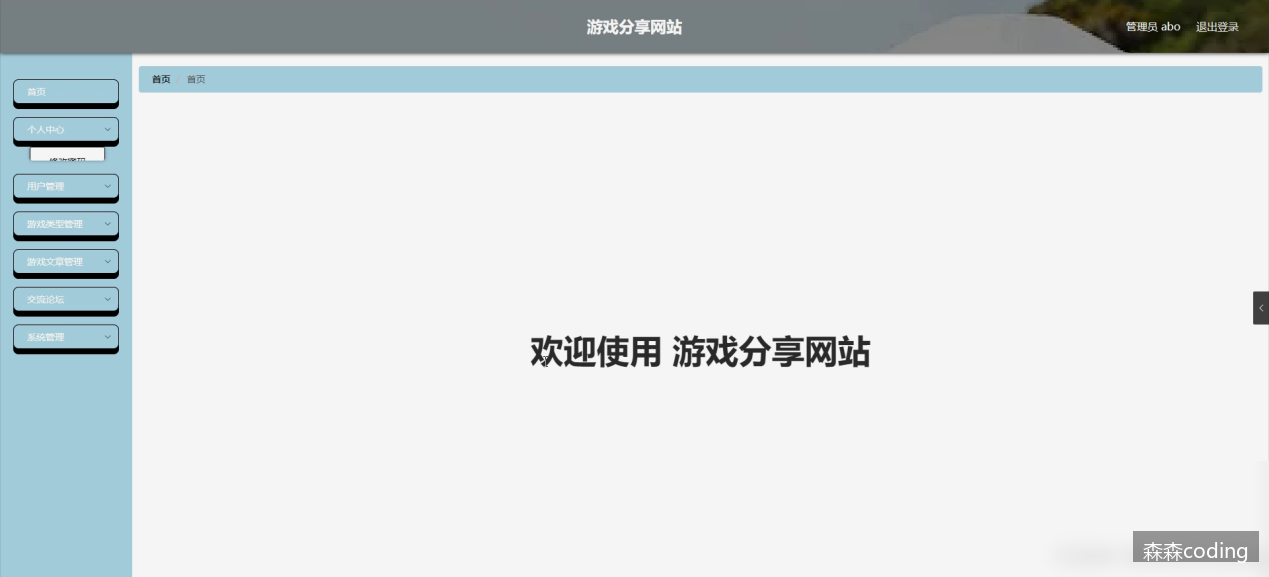 游戏分享网站
管理员 abo 退出登录
首页
首页 / 首页
个人中心
修改密码
用户管理
游戏类型管理
游戏文章管理
交流论坛
系统管理
欢迎使用 游戏分享网站
森森coding